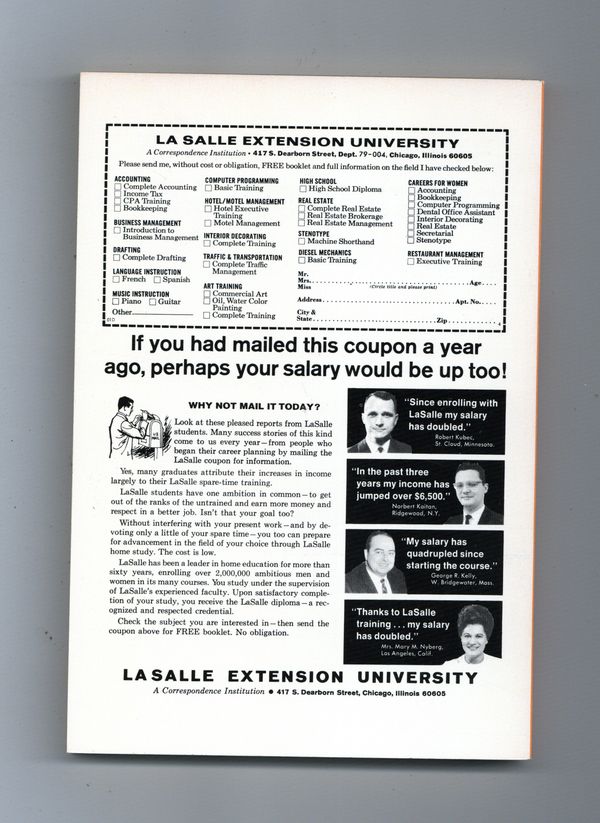 LA SALLE EXTENSION UNIVERSITY
A Correspondence Institution • 417 S. Dearborn Street, Dept. 79-004, Chicago, Illinois 60605
Please send me, without cost or obligation, FREE booklet and full information on the field I have checked below:
ACCOUNTING
Complete Accounting
Income Tax
CPA Training
Bookkeeping
BUSINESS MANAGEMENT
Introduction to
Business Management
DRAFTING
Complete Drafting
LANGUAGE INSTRUCTION
French Spanish
MUSIC INSTRUCTION
Piano Guitar
Other
COMPUTER PROGRAMMING
Basic Training
HOTEL/MOTEL MANAGEMENT
Hotel Executive
Training
Motel Management
INTERIOR DECORATING
Complete Training
TRAFFIC & TRANSPORTATION
Complete Traffic
Management
ART TRAINING
Commercial Art
Oil, Water Color
Painting
Complete Training
HIGH SCHOOL
High School Diploma
REAL ESTATE
Complete Real Estate
Real Estate Brokerage
Real Estate Management
STENOTYPE
Machine Shorthand
DIESEL MECHANICS
Basic Training
CAREERS FOR WOMEN
Accounting
Bookkeeping
Computer Programming
Dental Office Assistant
Interior Decorating
Real Estate
Secretarial
Stenotype
RESTAURANT MANAGEMENT
Executive Training
Mr.
Mrs. Age
Miss (Circle title and please print)
Address Apt. No.
City &
State Zip
If you had mailed this coupon a year
ago, perhaps your salary would be up too!
WHY NOT MAIL IT TODAY?
Look at these pleased reports from LaSalle
students. Many success stories of this kind
come to us every year—from people who
began their career planning by mailing the
LaSalle coupon for information.
Yes, many graduates attribute their increases in income
largely to their LaSalle spare-time training.
LaSalle students have one ambition in common—to get
out of the ranks of the untrained and earn more money and
respect in a better job. Isn't that your goal too?
Without interfering with your present work—and by de-
voting only a little of your spare time—you too can prepare
for advancement in the field of your choice through LaSalle
home study. The cost is low.
LaSalle has been a leader in home education for more than
sixty years, enrolling over 2,000,000 ambitious men and
women in its many courses. You study under the supervision
of LaSalle's experienced faculty. Upon satisfactory comple-
tion of your study, you receive the LaSalle diploma—a rec-
ognized and respected credential.
Check the subject you are interested in—then send the
coupon above for FREE booklet. No obligation.
"Since enrolling with
LaSalle my salary
has doubled."
Robert Kubec,
St. Cloud, Minnesota.
"In the past three
years my income has
jumped over $6,500."
Norbert Kaitan,
Ridgewood, N.Y.
"My salary has
quadrupled since
starting the course."
George R. Kelly,
W. Bridgewater, Mass.
"Thanks to LaSalle
training . . . my salary
has doubled."
Mrs. Mary M. Nyberg,
Los Angeles, Calif.
LA SALLE EXTENSION UNIVERSITY
A Correspondence Institution • 417 S. Dearborn Street, Chicago, Illinois 60605